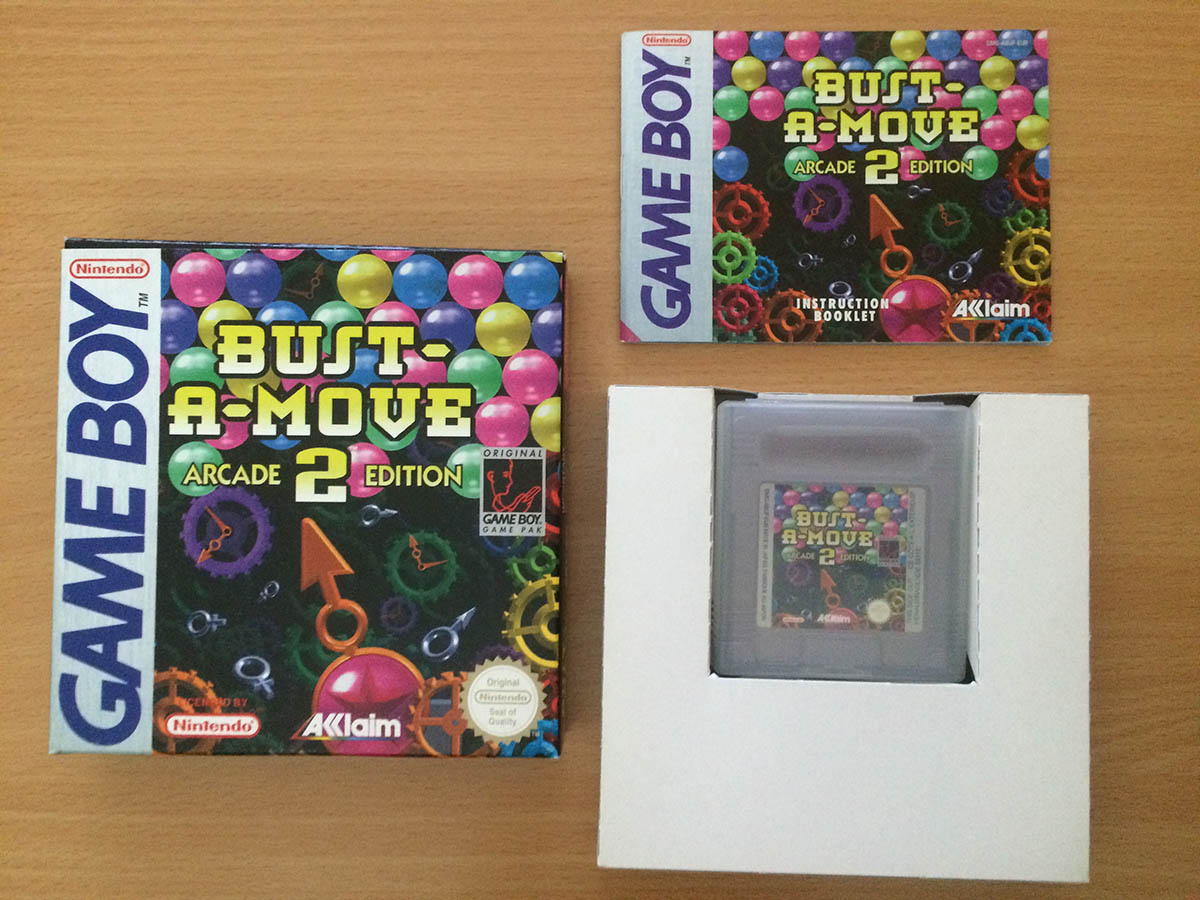 Nintendo
GAME BOY
TM
BUST-
A-MOVE
ARCADE 2 EDITION
ORIGINAL
GAME BOY
GAME PAK
LICENSED BY
Nintendo
AKKlaim
Original
Nintendo
Seal of
Quality
TM
Nintendo
GAME BOY
TM
BUST-
A-MOVE
ARCADE 2 EDITION
INSTRUCTION
BOOKLET
AKKlaim
BUST-
A-MOVE
ARCADE 2 EDITION
Nintendo
AKKlaim